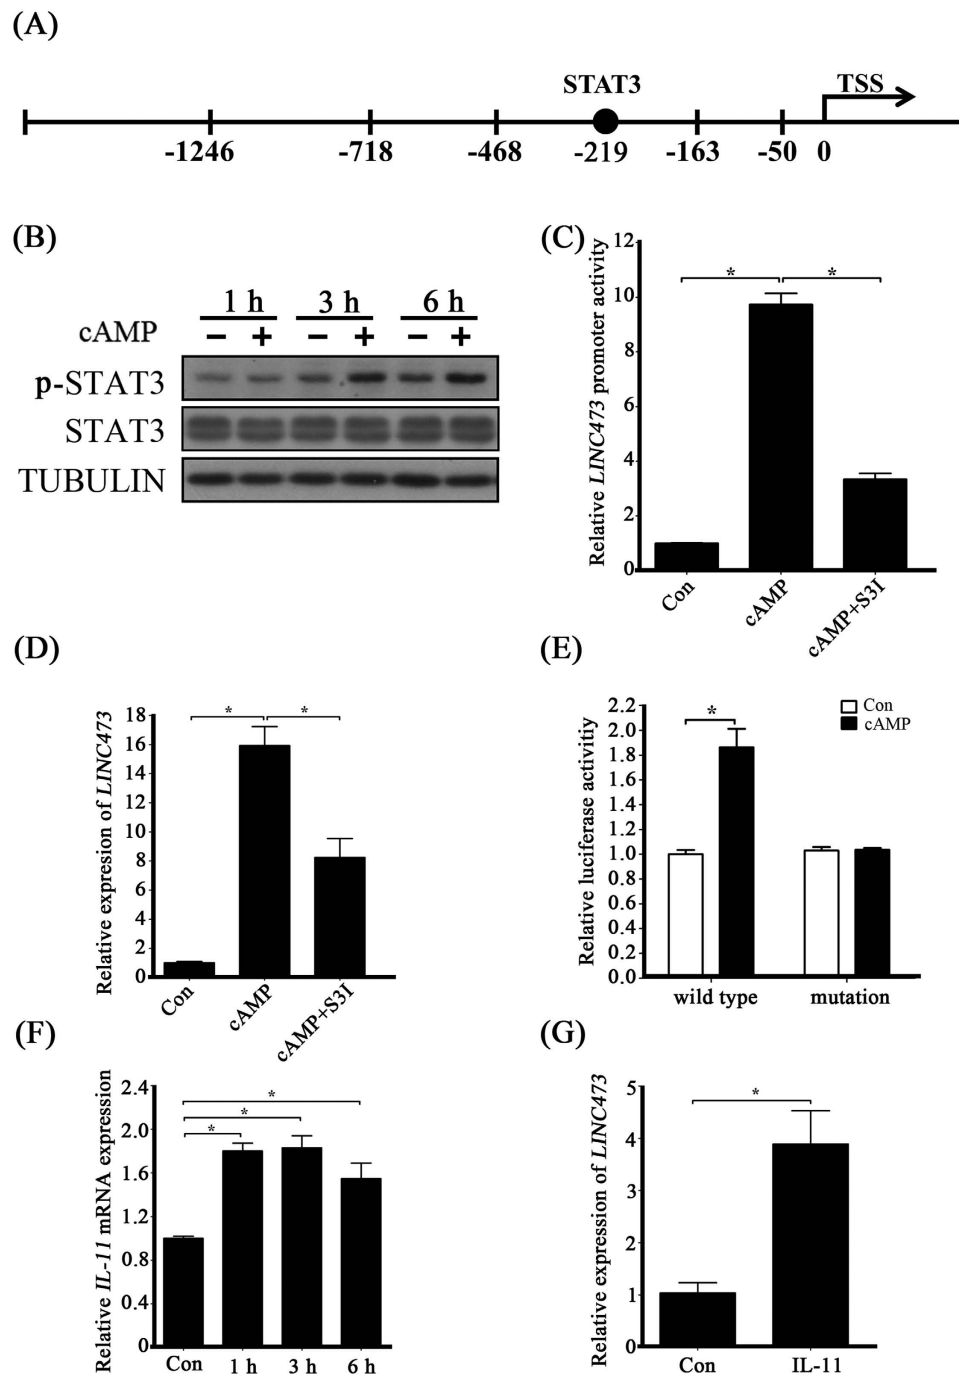 (A)
STAT3
TSS
-1246
-718
-468
-219
-163
-50
0
(B)
1 h
3 h
6 h
cAMP
− + − + − +
p-STAT3
STAT3
TUBULIN
(C)
Relative LINC473 promoter activity
12
10
8
6
4
2
0
*
*
Con
cAMP
cAMP+S3I
(D)
Relative expresion of LINC473
18
16
14
12
10
8
6
4
2
0
*
*
Con
cAMP
cAMP+S3I
(E)
Relative luciferase activitiy
2.2
2.0
1.8
1.6
1.4
1.2
1.0
0.8
0.6
0.4
0.2
0.0
*
Con
cAMP
wild type
mutation
(F)
Relative IL-11 mRNA expression
2.4
2.0
1.6
1.2
0.8
0.4
0
*
*
*
Con
1 h
3 h
6 h
(G)
Relative expression of LINC473
5
4
3
2
1
0
*
Con
IL-11